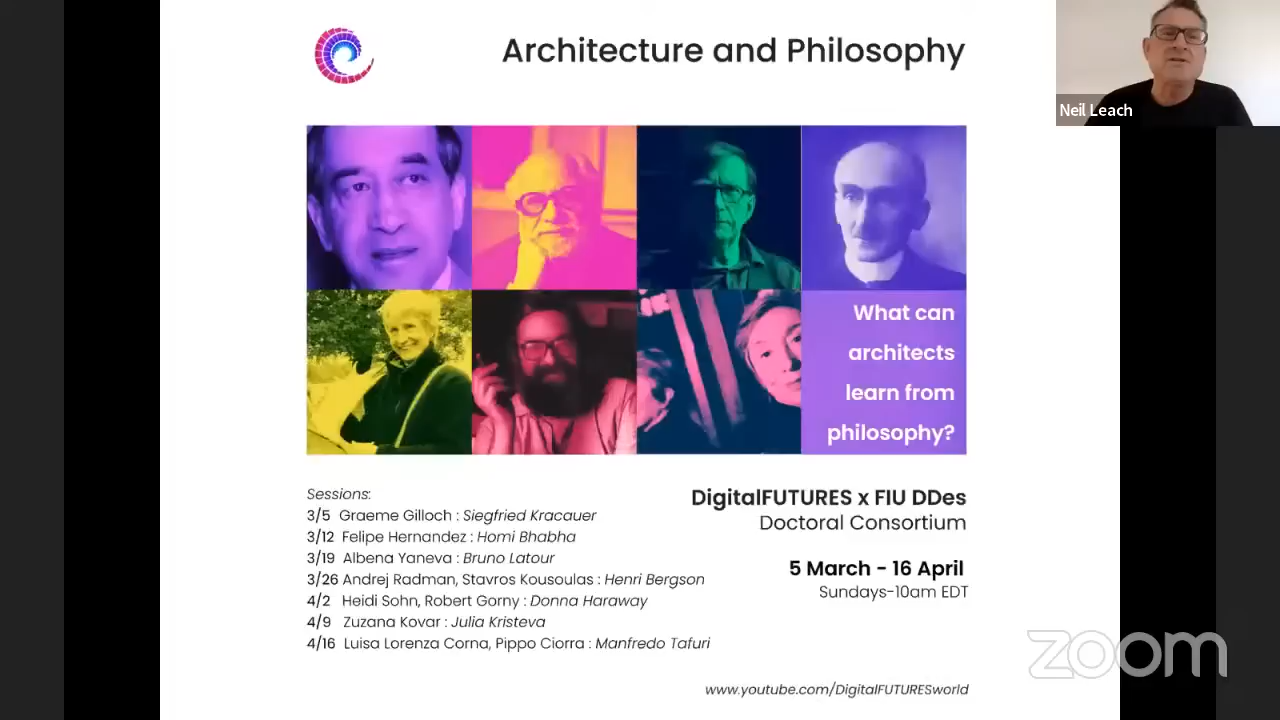 Architecture and Philosophy
Neil Leach
What can
architects
learn from
philosophy?
Sessions:
3/5 Graeme Gilloch : Siegfried Kracauer
3/12 Felipe Hernandez : Homi Bhabha
3/19 Albena Yaneva : Bruno Latour
3/26 Andrej Radman, Stavros Kousoulas : Henri Bergson
4/2 Heidi Sohn, Robert Gorny : Donna Haraway
4/9 Zuzana Kovar : Julia Kristeva
4/16 Luisa Lorenza Corna, Pippo Ciorra : Manfredo Tafuri
DigitalFUTURES x FIU DDes
Doctoral Consortium
5 March - 16 April
Sundays-10am EDT
zoom
www.youtube.com/DigitalFUTURESworld